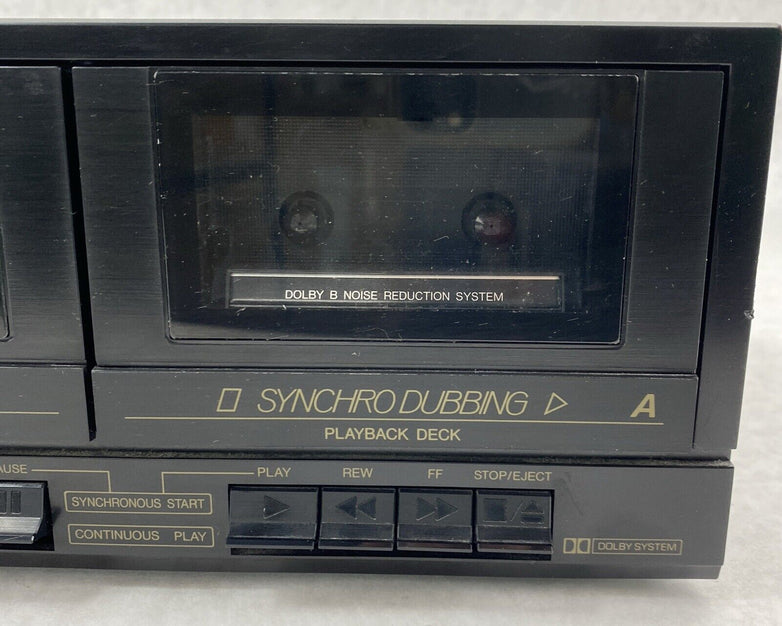 DOLBY B NOISE REDUCTION SYSTEM
SYNCHRO DUBBING A
PLAYBACK DECK
PLAY REW FF STOP/EJECT
SYNCHRONOUS START
CONTINUOUS PLAY
DOLBY SYSTEM